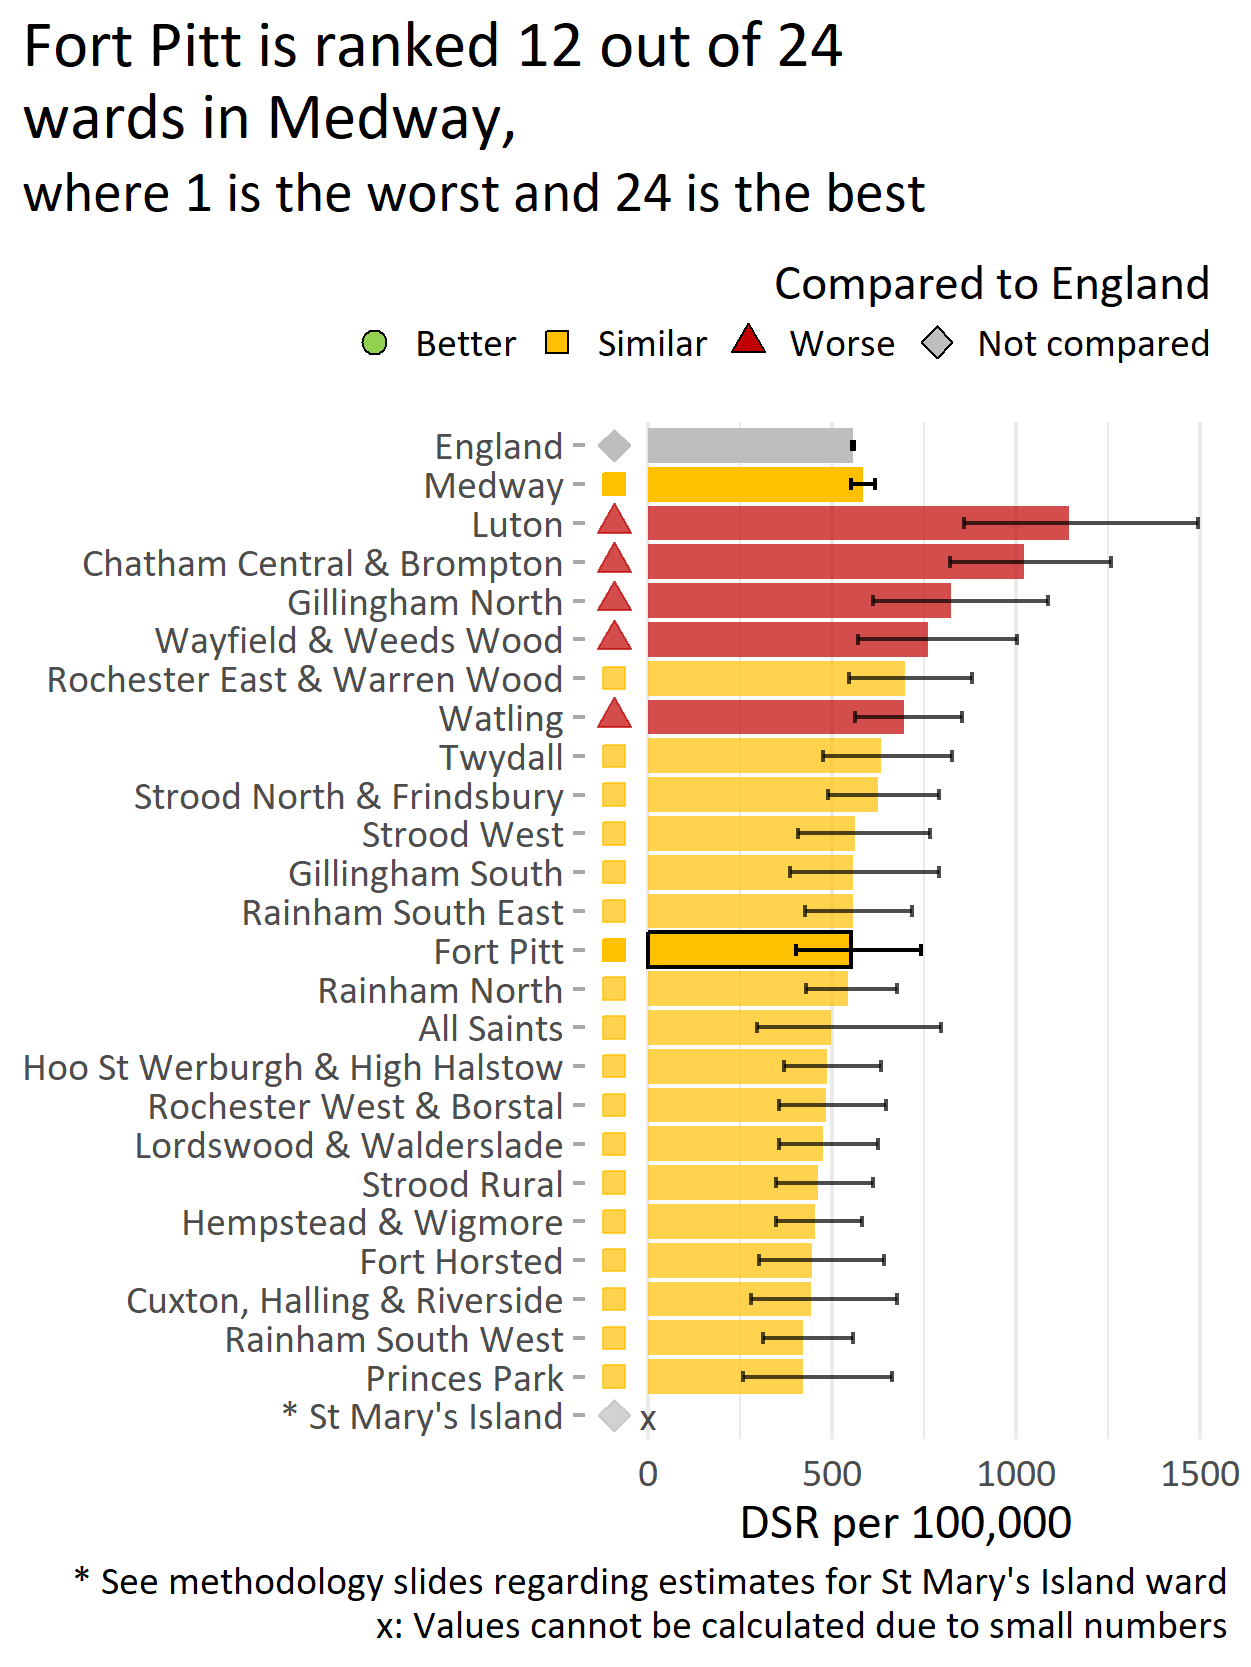 Fort Pitt is ranked 12 out of 24
wards in Medway,
where 1 is the worst and 24 is the best
Compared to England
Better Similar Worse Not compared
England
Medway
Luton
Chatham Central & Brompton
Gillingham North
Wayfield & Weeds Wood
Rochester East & Warren Wood
Watling
Twydall
Strood North & Frindsbury
Strood West
Gillingham South
Rainham South East
Fort Pitt
Rainham North
All Saints
Hoo St Werburgh & High Halstow
Rochester West & Borstal
Lordswood & Walderslade
Strood Rural
Hempstead & Wigmore
Fort Horsted
Cuxton, Halling & Riverside
Rainham South West
Princes Park
* St Mary's Island x
0 500 1000 1500
DSR per 100,000
* See methodology slides regarding estimates for St Mary's Island ward
x: Values cannot be calculated due to small numbers